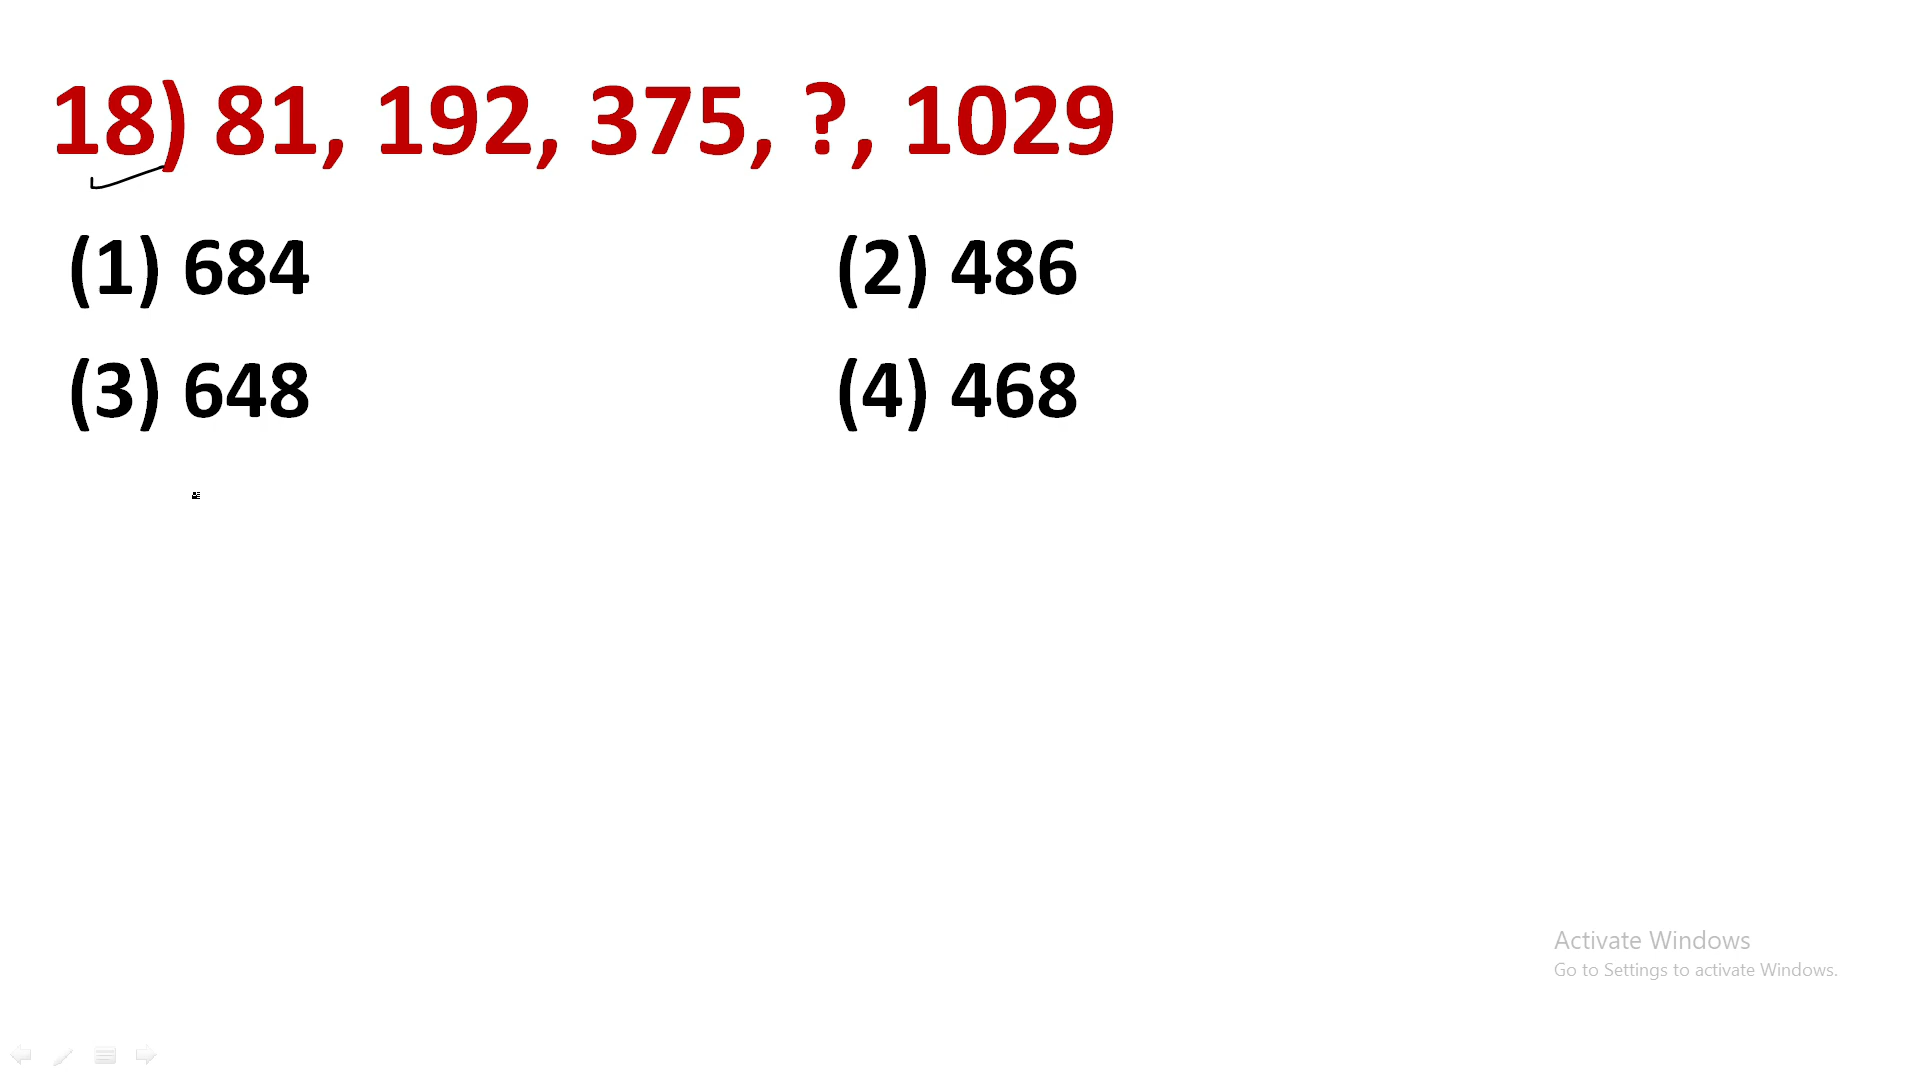 18) 81, 192, 375, ?, 1029
(1) 684 (2) 486
(3) 648 (4) 468
Activate Windows
Go to Settings to activate Windows.